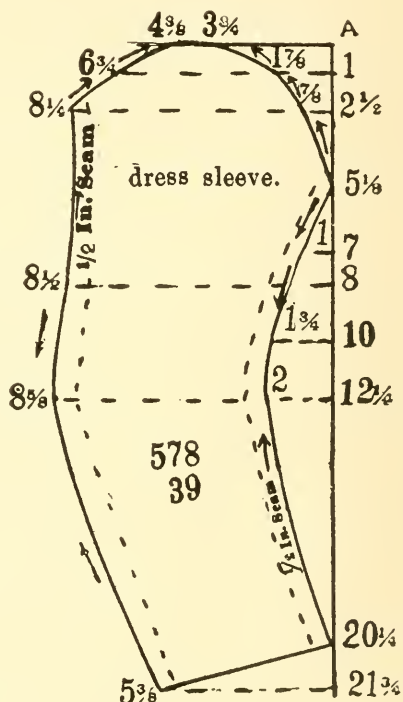 4⅜ 3¾ A
6¾ 1⅞ 1
8¼ ⅞ 2½
dress sleeve. 5⅛
½ In. Seam
1 7
8½ 8
1¾ 10
8⅝ 2 12¼
578
39
½ In. Seam
20¼
5⅜ 21¾